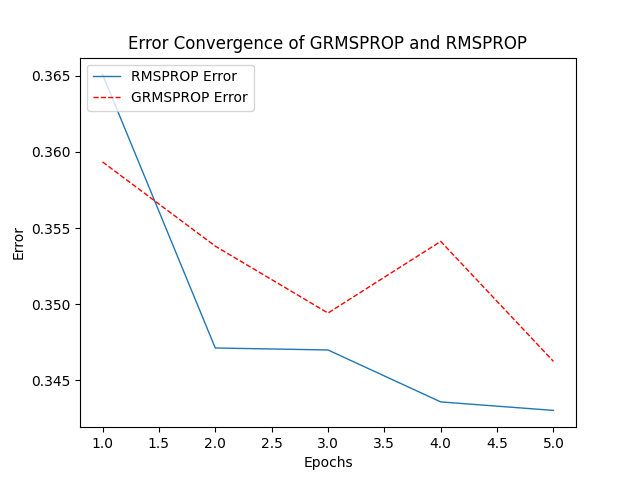 Error Convergence of GRMSPROP and RMSPROP
RMSPROP Error
GRMSPROP Error
0.365
0.360
0.355
0.350
0.345
Error
1.0 1.5 2.0 2.5 3.0 3.5 4.0 4.5 5.0
Epochs